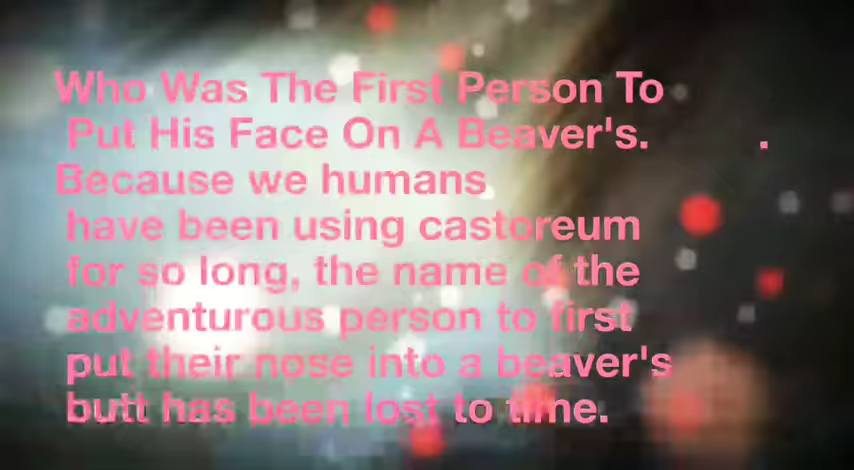 Who Was The First Person To
Put His Face On A Beaver's. .
Because we humans
have been using castoreum
for so long, the name of the
adventurous person to first
put their nose into a beaver's
butt has been lost to time.